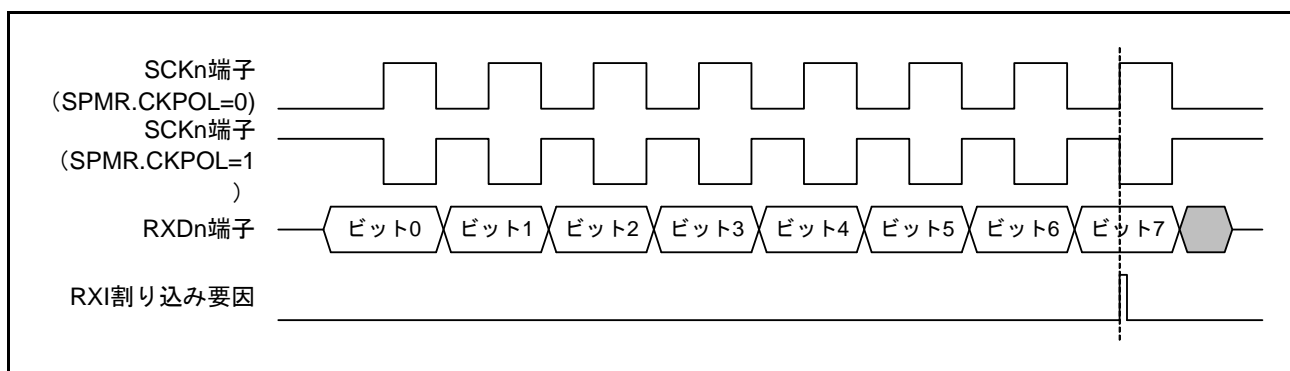 SCKn端子
（SPMR.CKPOL=0)
SCKn端子
（SPMR.CKPOL=1
)
RXDn端子
ビット0 ビット1 ビット2 ビット3 ビット4 ビット5 ビット6 ビット7
RXI割り込み要因